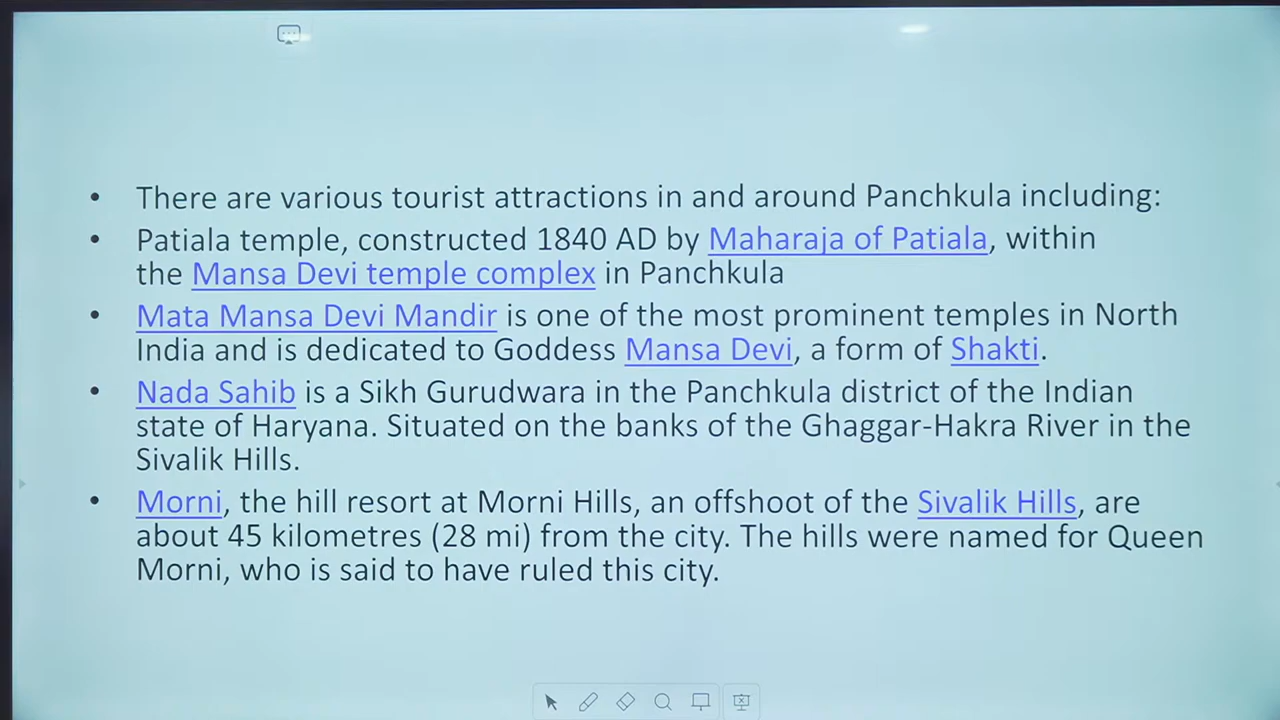 • There are various tourist attractions in and around Panchkula including:
• Patiala temple, constructed 1840 AD by Maharaja of Patiala, within
the Mansa Devi temple complex in Panchkula
• Mata Mansa Devi Mandir is one of the most prominent temples in North
India and is dedicated to Goddess Mansa Devi, a form of Shakti.
• Nada Sahib is a Sikh Gurudwara in the Panchkula district of the Indian
state of Haryana. Situated on the banks of the Ghaggar-Hakra River in the
Sivalik Hills.
• Morni, the hill resort at Morni Hills, an offshoot of the Sivalik Hills, are
about 45 kilometres (28 mi) from the city. The hills were named for Queen
Morni, who is said to have ruled this city.